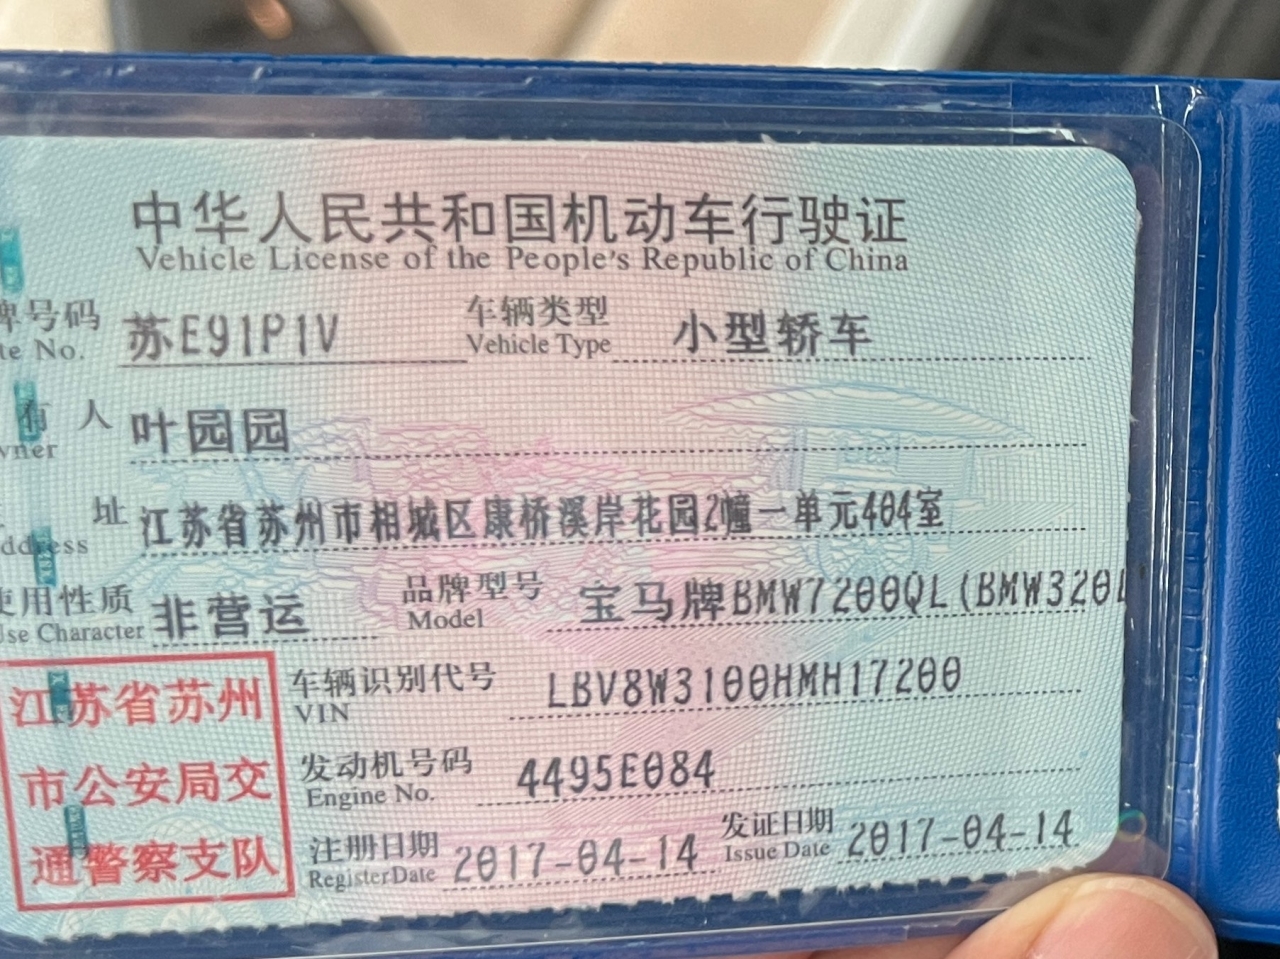 中华人民共和国机动车行驶证
Vehicle License of the People's Republic of China
牌号码 苏E91P1V 车辆类型 小型轿车
te No. Vehicle Type
有人 叶园园
wner
址 江苏省苏州市相城区康桥溪岸花园2幢一单元404室
ddress
使用性质 非营运 品牌型号 宝马牌BMW7200QL(BMW320L
Use Character Model
江苏省苏州
市公安局交
通警察支队
车辆识别代号 LBV8W3100HMH17200
VIN
发动机号码 4495E084
Engine No.
注册日期 2017-04-14 发证日期 2017-04-14
Register Date Issue Date